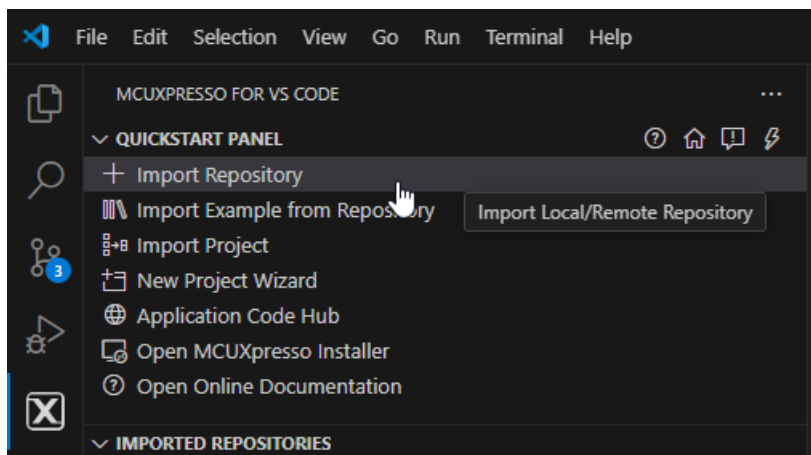 File Edit Selection View Go Run Terminal Help
MCUXPRESSO FOR VS CODE
QUICKSTART PANEL
Import Repository
Import Example from Repository
Import Local/Remote Repository
Import Project
3
New Project Wizard
Application Code Hub
Open MCUXpresso Installer
Open Online Documentation
IMPORTED REPOSITORIES